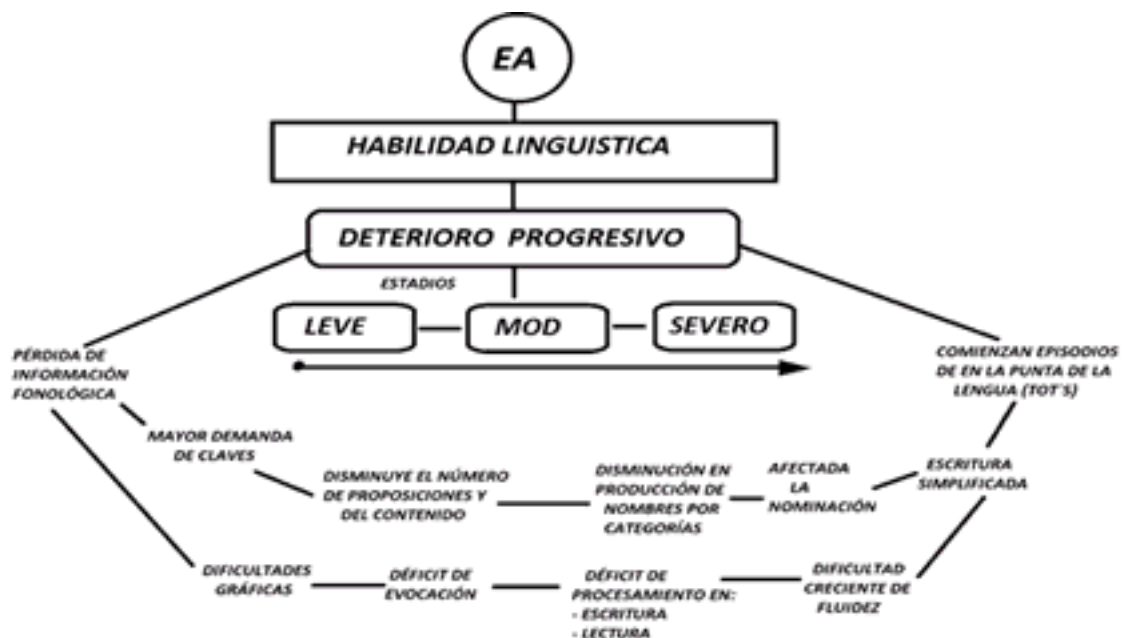 EA
HABILIDAD LINGUISTICA
DETERIORO PROGRESIVO
ESTADIOS
LEVE
MOD
SEVERO
PÉRDIDA DE
INFORMACIÓN
FONOLÓGICA
COMIENZAN EPISODIOS
DE EN LA PUNTA DE LA
LENGUA (TOT´S)
MAYOR DEMANDA
DE CLAVES
DISMINUYE EL NÚMERO
DE PROPOSICIONES Y
DEL CONTENIDO
DISMINUCIÓN EN
PRODUCCIÓN DE
NOMBRES POR
CATEGORÍAS
AFECTADA
LA
NOMINACIÓN
ESCRITURA
SIMPLIFICADA
DIFICULTADES
GRÁFICAS
DÉFICIT DE
EVOCACIÓN
DÉFICIT DE
PROCESAMIENTO EN:
- ESCRITURA
- LECTURA
DIFICULTAD
CRECIENTE DE
FLUIDEZ